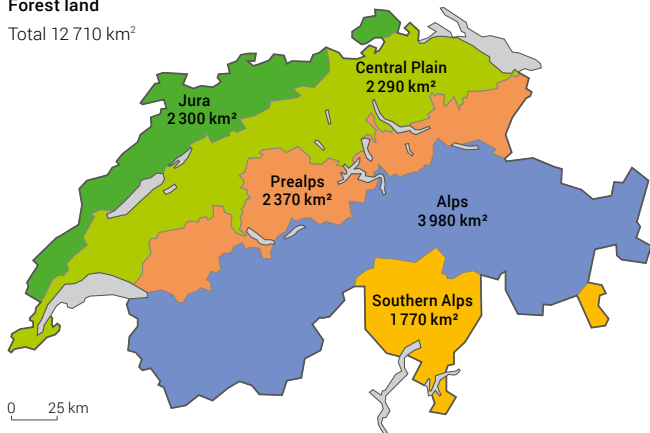 Forest land
Total 12 710 km²
Central Plain
2 290 km²
Jura
2 300 km²
Prealps
2 370 km²
Alps
3 980 km²
Southern Alps
1 770 km²
0 25 km